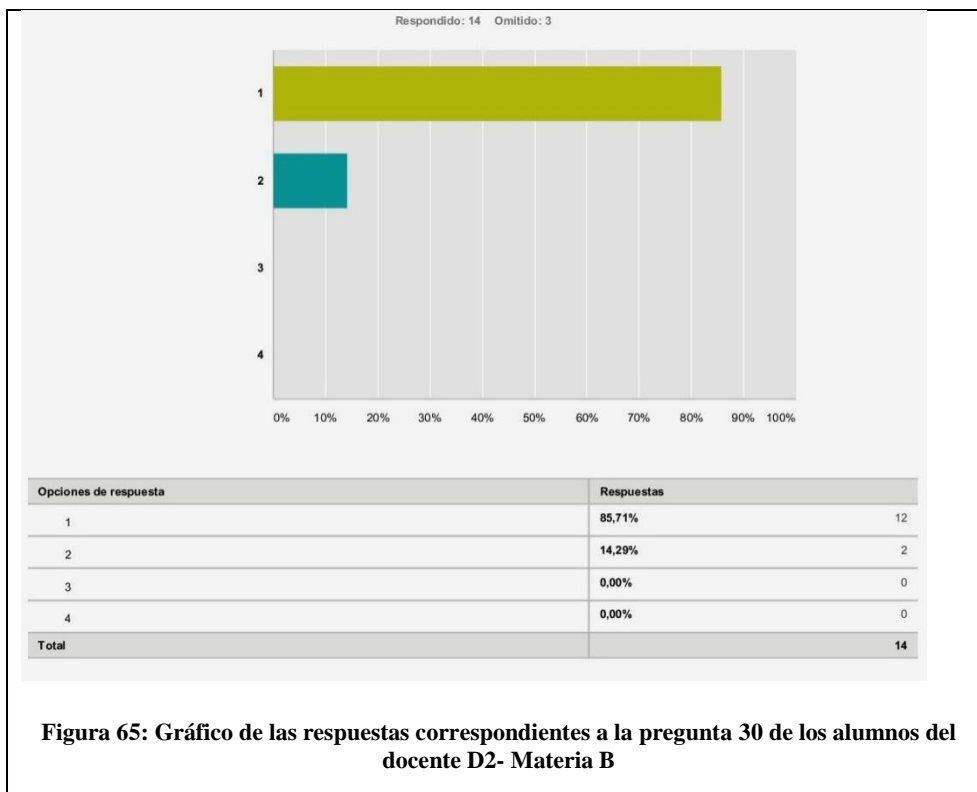 Respondido: 14 Omitido: 3
1
2
3
4
0% 10% 20% 30% 40% 50% 60% 70% 80% 90% 100%
Opciones de respuesta Respuestas
1 85,71% 12
2 14,29% 2
3 0,00% 0
4 0,00% 0
Total 14
Figura 65: Gráfico de las respuestas correspondientes a la pregunta 30 de los alumnos del
docente D2- Materia B